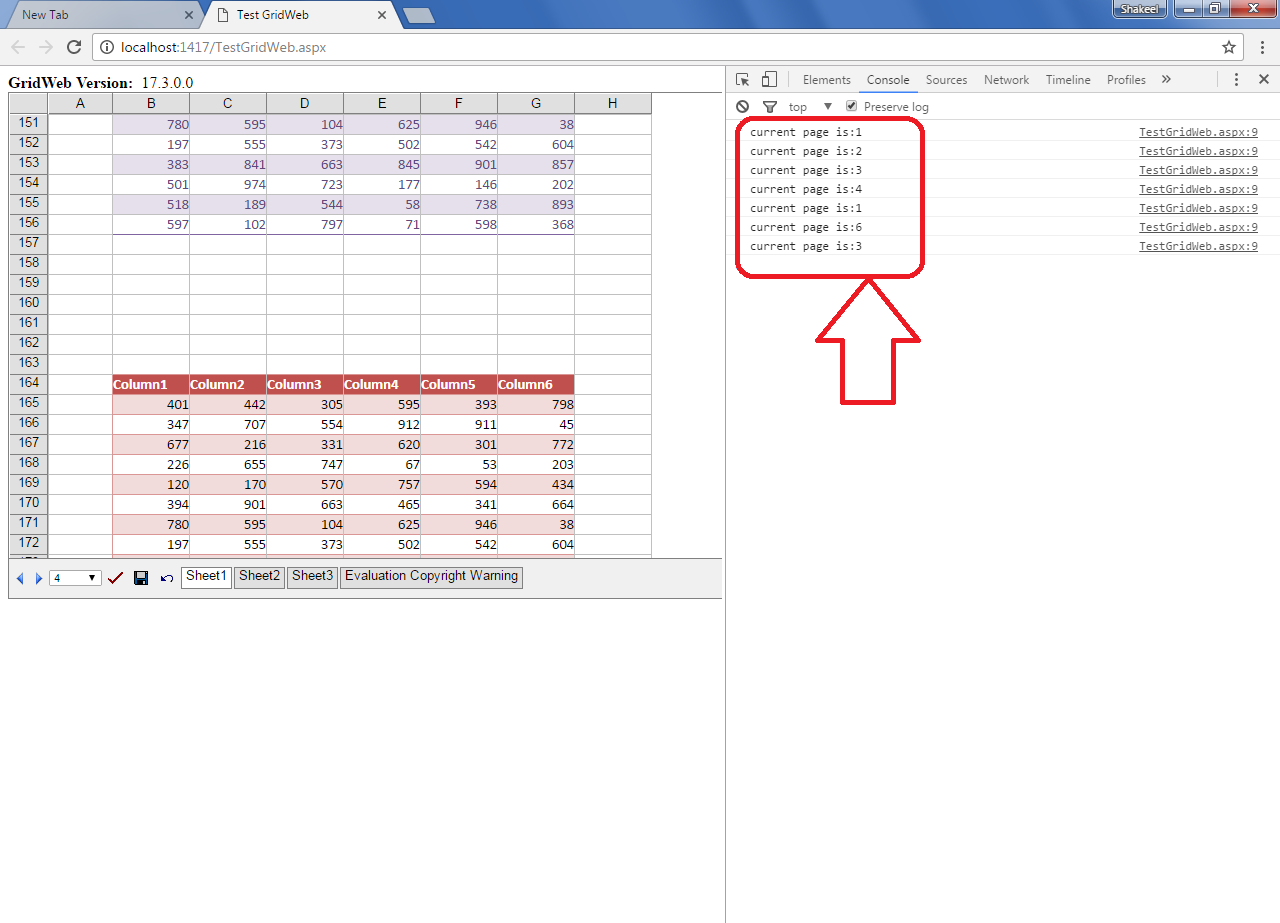 New Tab
Test GridWeb
Shakeel
localhost:1417/TestGridWeb.aspx
GridWeb Version: 17.3.0.0
A B C D E F G H
151 780 595 104 625 946 38
152 197 555 373 502 542 604
153 383 841 663 845 901 857
154 501 974 723 177 146 202
155 518 189 544 58 738 893
156 597 102 797 71 598 368
157
158
159
160
161
162
163
164 Column1 Column2 Column3 Column4 Column5 Column6
165 401 442 305 595 393 798
166 347 707 554 912 911 45
167 677 216 331 620 301 772
168 226 655 747 67 53 203
169 120 170 570 757 594 434
170 394 901 663 465 341 664
171 780 595 104 625 946 38
172 197 555 373 502 542 604
4 Sheet1 Sheet2 Sheet3 Evaluation Copyright Warning
Elements Console Sources Network Timeline Profiles
top Preserve log
current page is:1 TestGridWeb.aspx:9
current page is:2 TestGridWeb.aspx:9
current page is:3 TestGridWeb.aspx:9
current page is:4 TestGridWeb.aspx:9
current page is:1 TestGridWeb.aspx:9
current page is:6 TestGridWeb.aspx:9
current page is:3 TestGridWeb.aspx:9